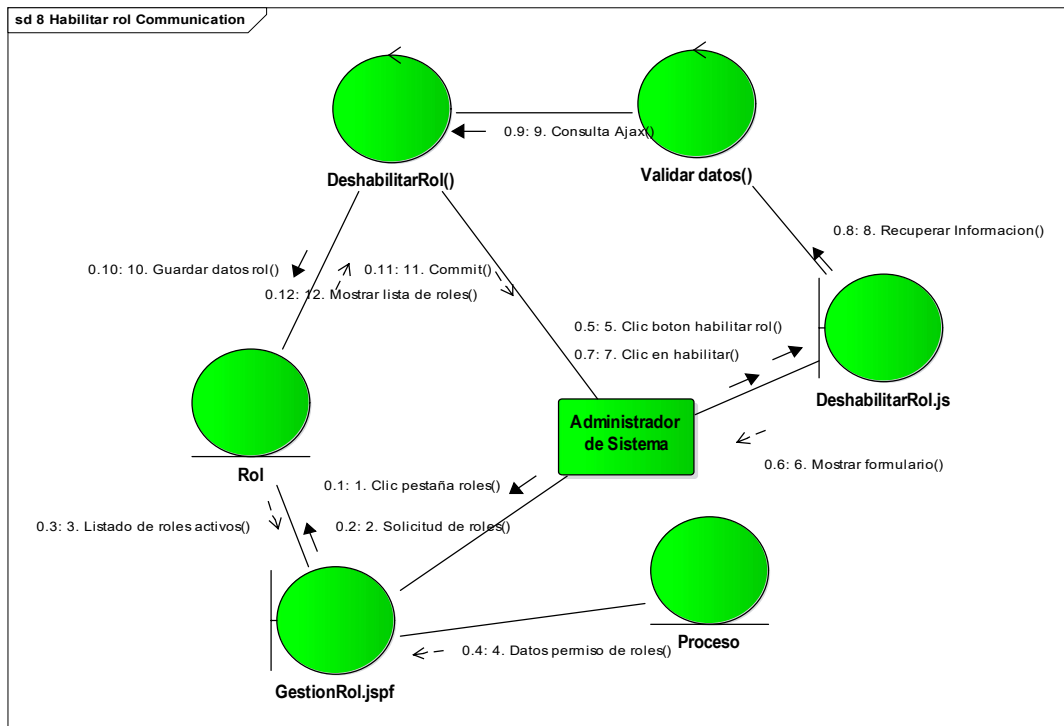 sd 8 Habilitar rol Communication
0.9: 9. Consulta Ajax()
DeshabilitarRol()
Validar datos()
0.8: 8. Recuperar Informacion()
0.10: 10. Guardar datos rol()
0.11: 11. Commit()
0.12: 12. Mostrar lista de roles()
0.5: 5. Clic boton habilitar rol()
0.7: 7. Clic en habilitar()
DeshabilitarRol.js
Administrador
de Sistema
0.6: 6. Mostrar formulario()
Rol
0.1: 1. Clic pestaña roles()
0.3: 3. Listado de roles activos()
0.2: 2. Solicitud de roles()
Proceso
0.4: 4. Datos permiso de roles()
GestionRol.jspf